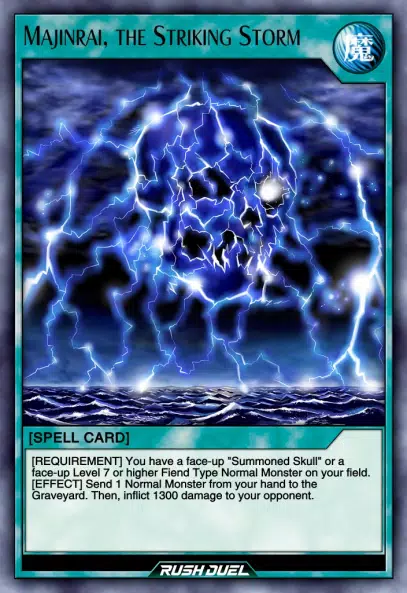 Majinrai, the Striking Storm
魔
[SPELL CARD]
[REQUIREMENT] You have a face-up "Summoned Skull" or a
face-up Level 7 or higher Fiend Type Normal Monster on your field.
[EFFECT] Send 1 Normal Monster from your hand to the
Graveyard. Then, inflict 1300 damage to your opponent.
RUSH DUEL